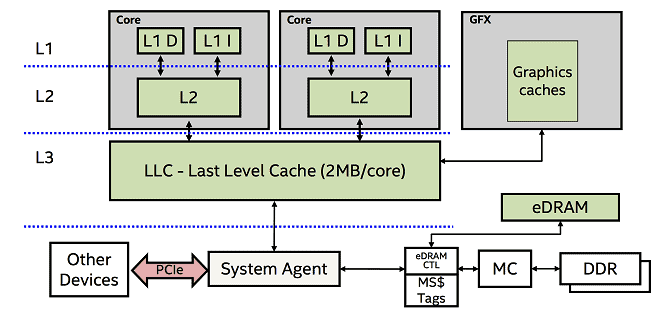 Core
Core
GFX
L1
L1 D
L1 I
L1 D
L1 I
Graphics
caches
L2
L2
L2
L3
LLC - Last Level Cache (2MB/core)
eDRAM
Other
Devices
PCIe
System Agent
eDRAM
CTL
MS$
Tags
MC
DDR